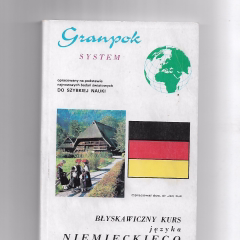 Granpok
SYSTEM
opracowany na podstawie
najnowszych badań światowych
DO SZYBKIEJ NAUKI
BŁYSKAWICZNY KURS
języka
NIEMIECKIEGO